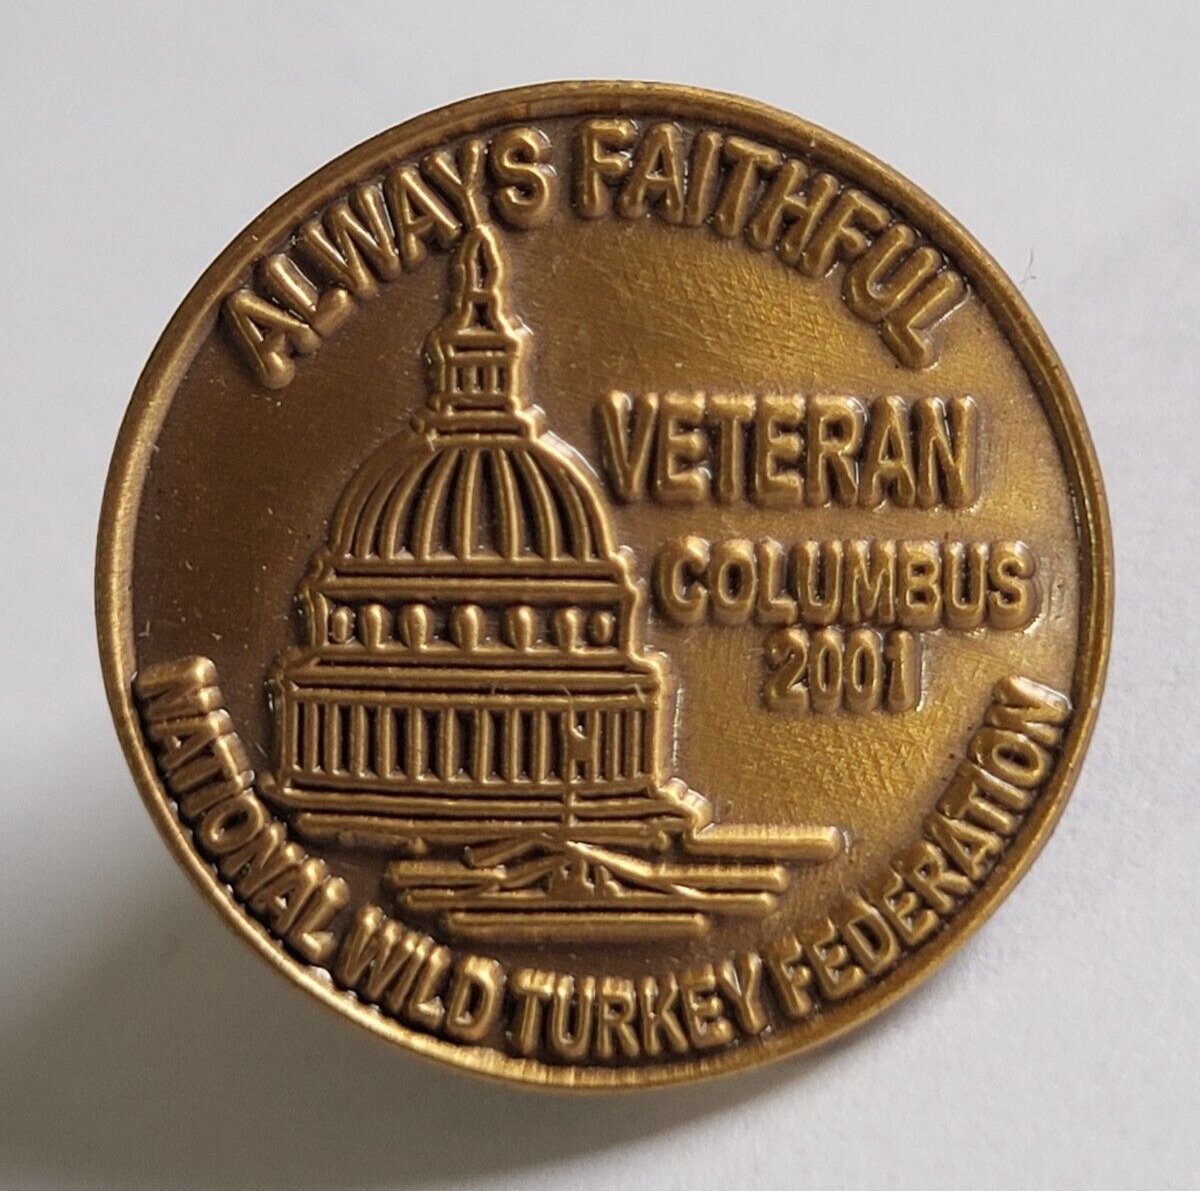 ALWAYS FAITHFUL
VETERAN
COLUMBUS
2001
NATIONAL WILD TURKEY FEDERATION